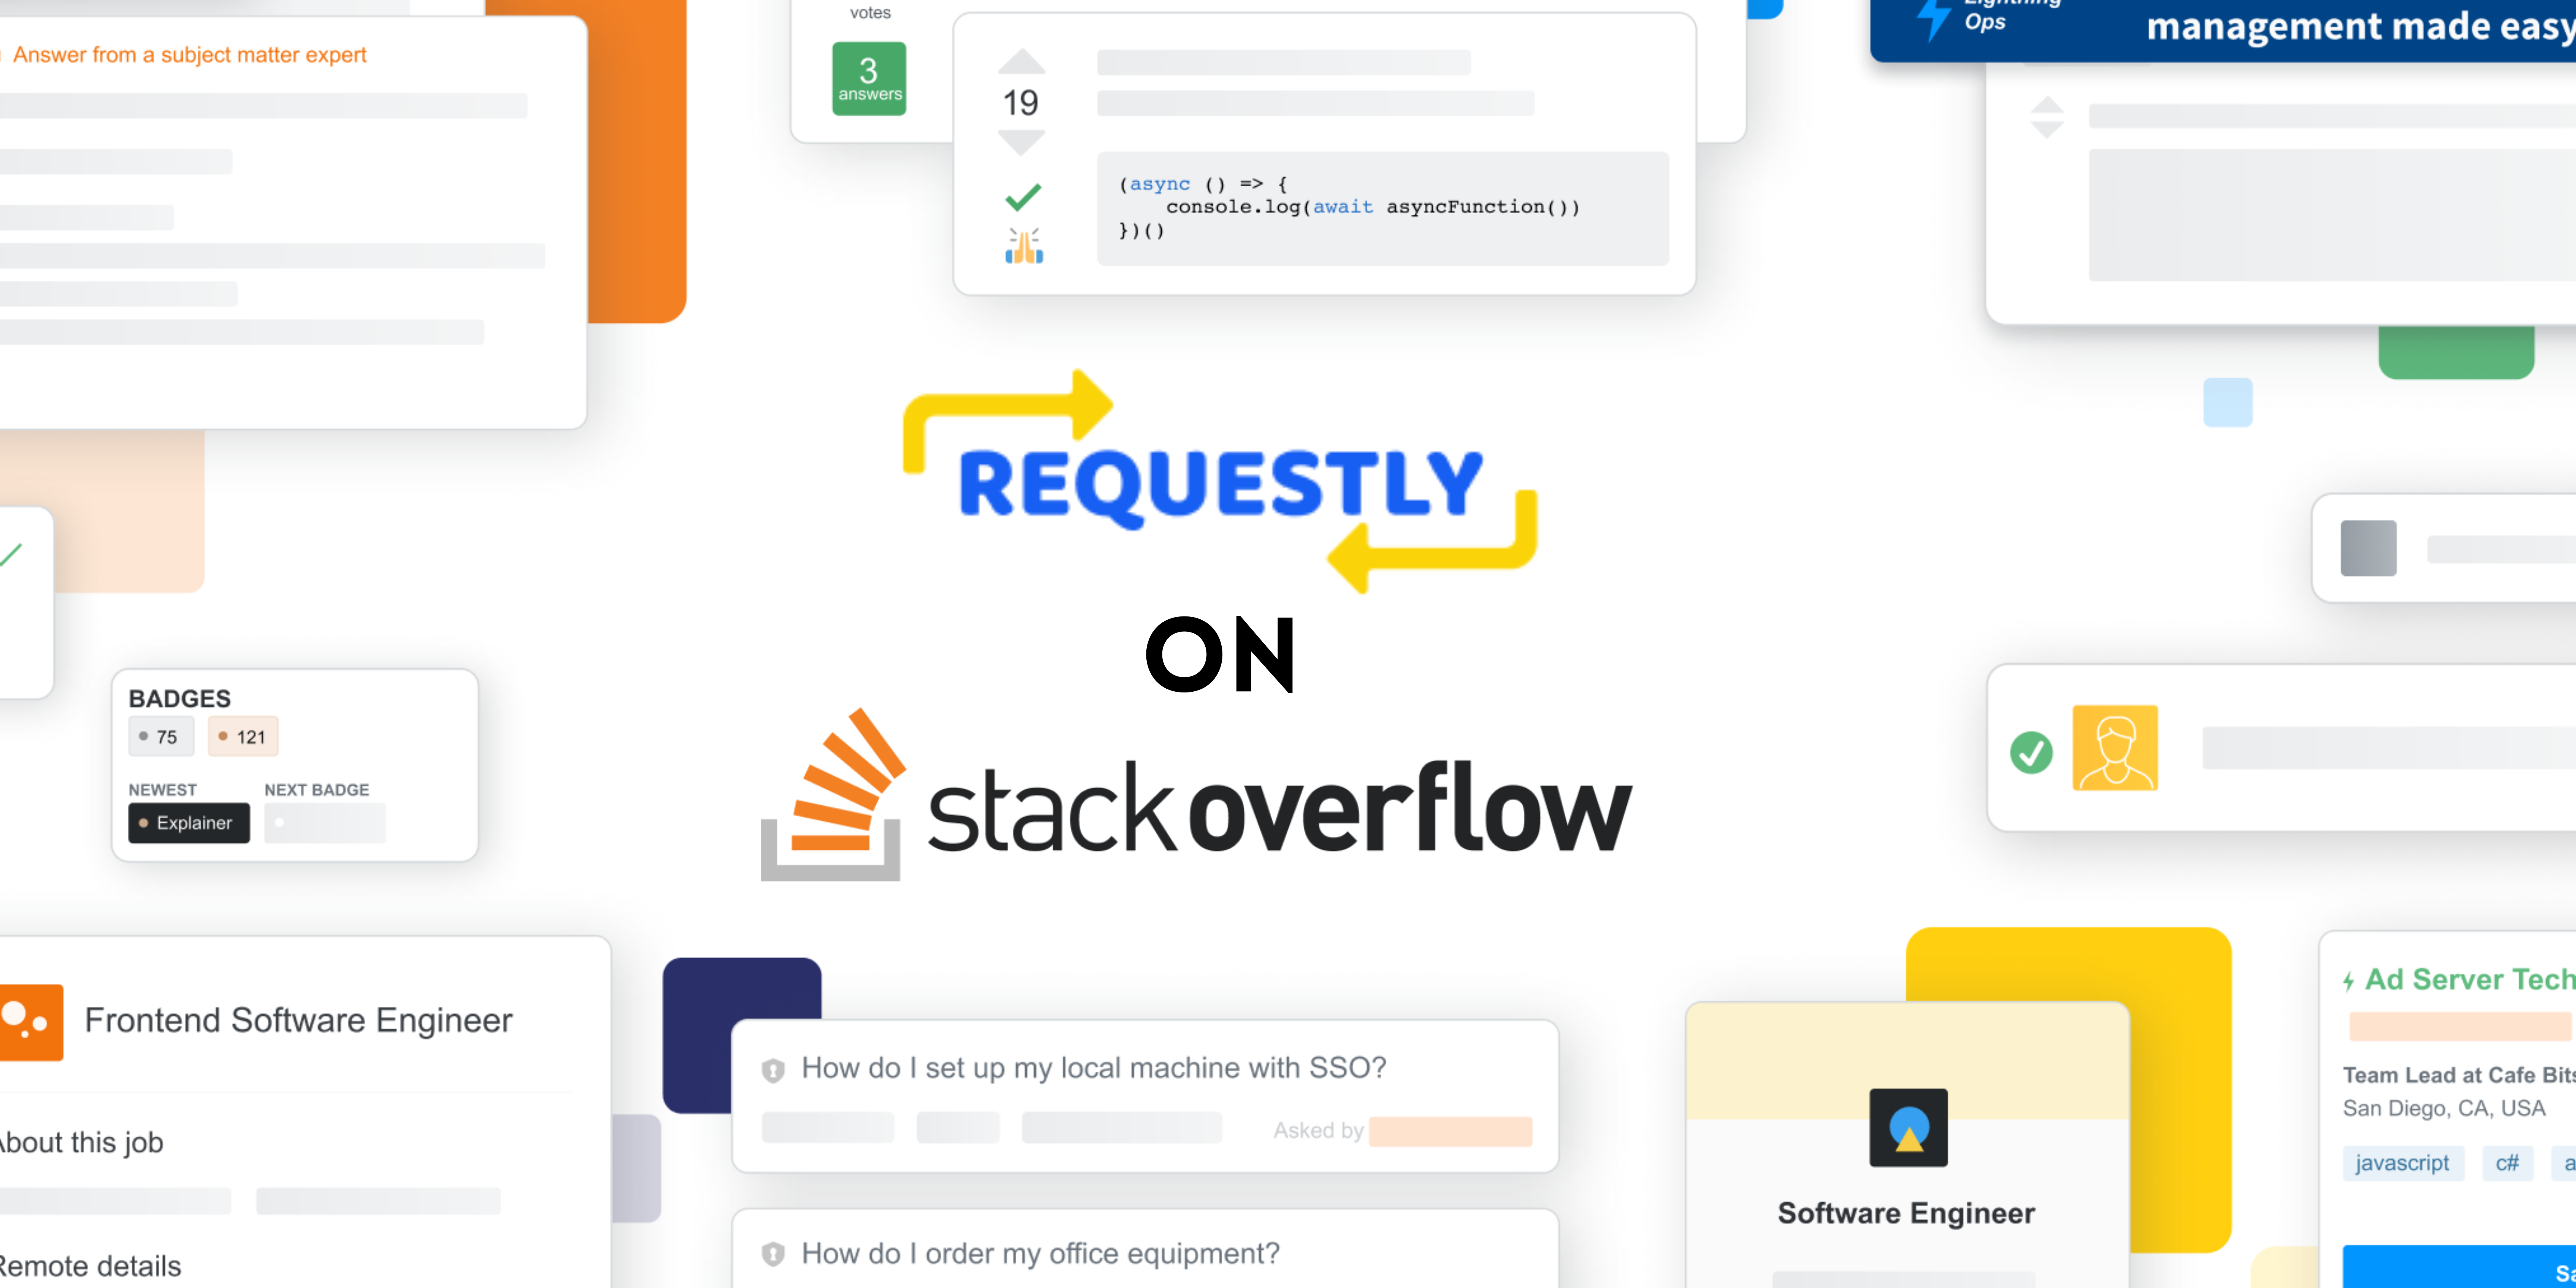 Answer from a subject matter expert
votes
3
answers
19
(async () => {
console.log(await asyncFunction())
})()
Ops
management made easy
REQUESTLY
ON
stackoverflow
BADGES
75
121
NEWEST
NEXT BADGE
Explainer
Frontend Software Engineer
About this job
Remote details
How do I set up my local machine with SSO?
Asked by
How do I order my office equipment?
Software Engineer
Ad Server Tech
Team Lead at Cafe Bits
San Diego, CA, USA
javascript
c#